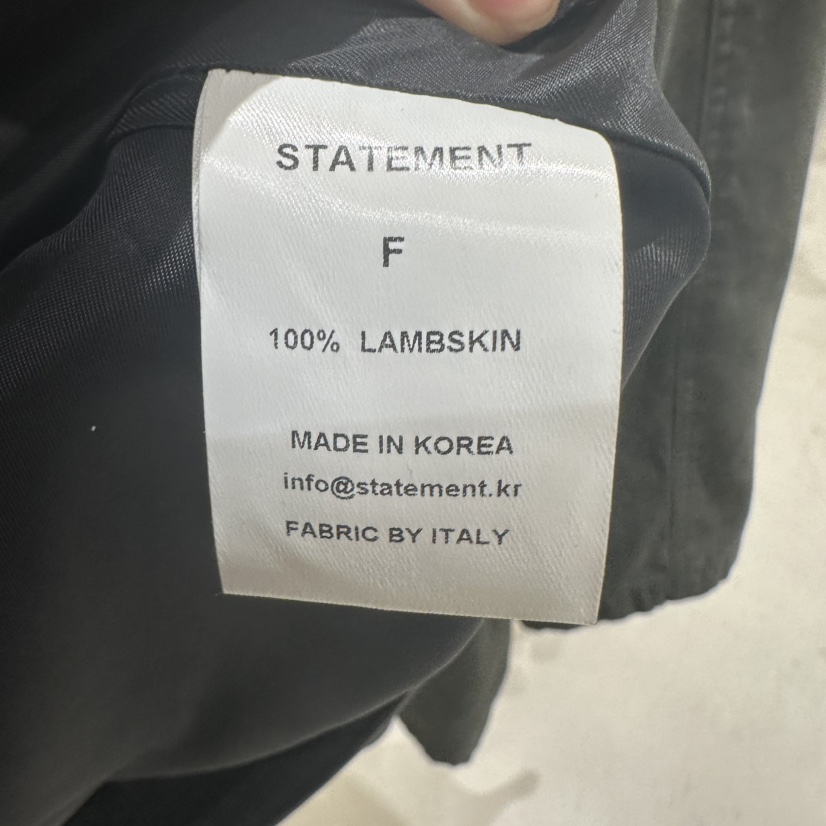 STATEMENT
F
100% LAMBSKIN
MADE IN KOREA
info@statement.kr
FABRIC BY ITALY